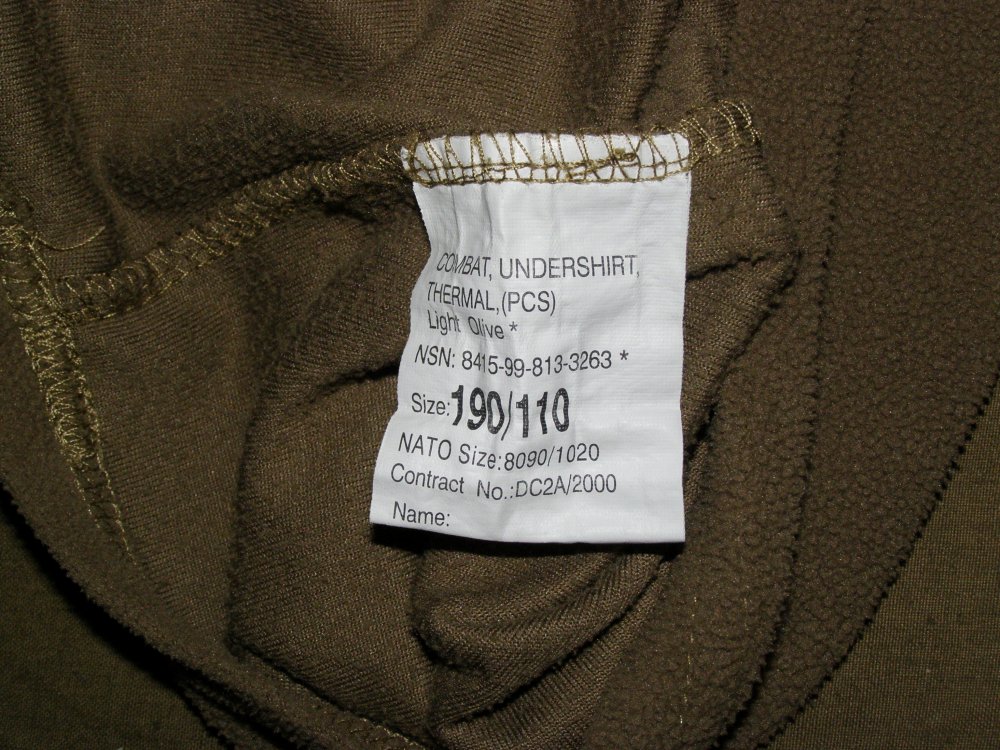 COMBAT, UNDERSHIRT,
THERMAL,(PCS)
Light Olive *
NSN: 8415-99-813-3263 *
Size:190/110
NATO Size:8090/1020
Contract No.:DC2A/2000
Name: